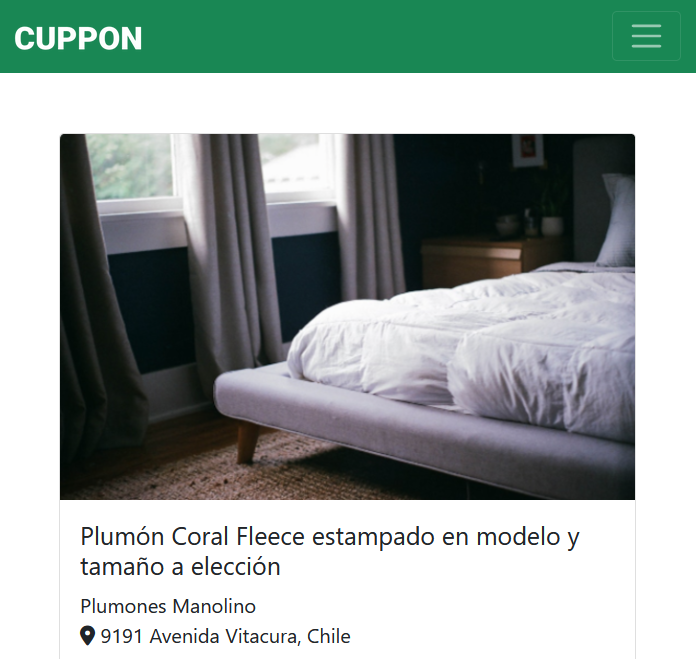 CUPPON
Plumón Coral Fleece estampado en modelo y
tamaño a elección
Plumones Manolino
9191 Avenida Vitacura, Chile